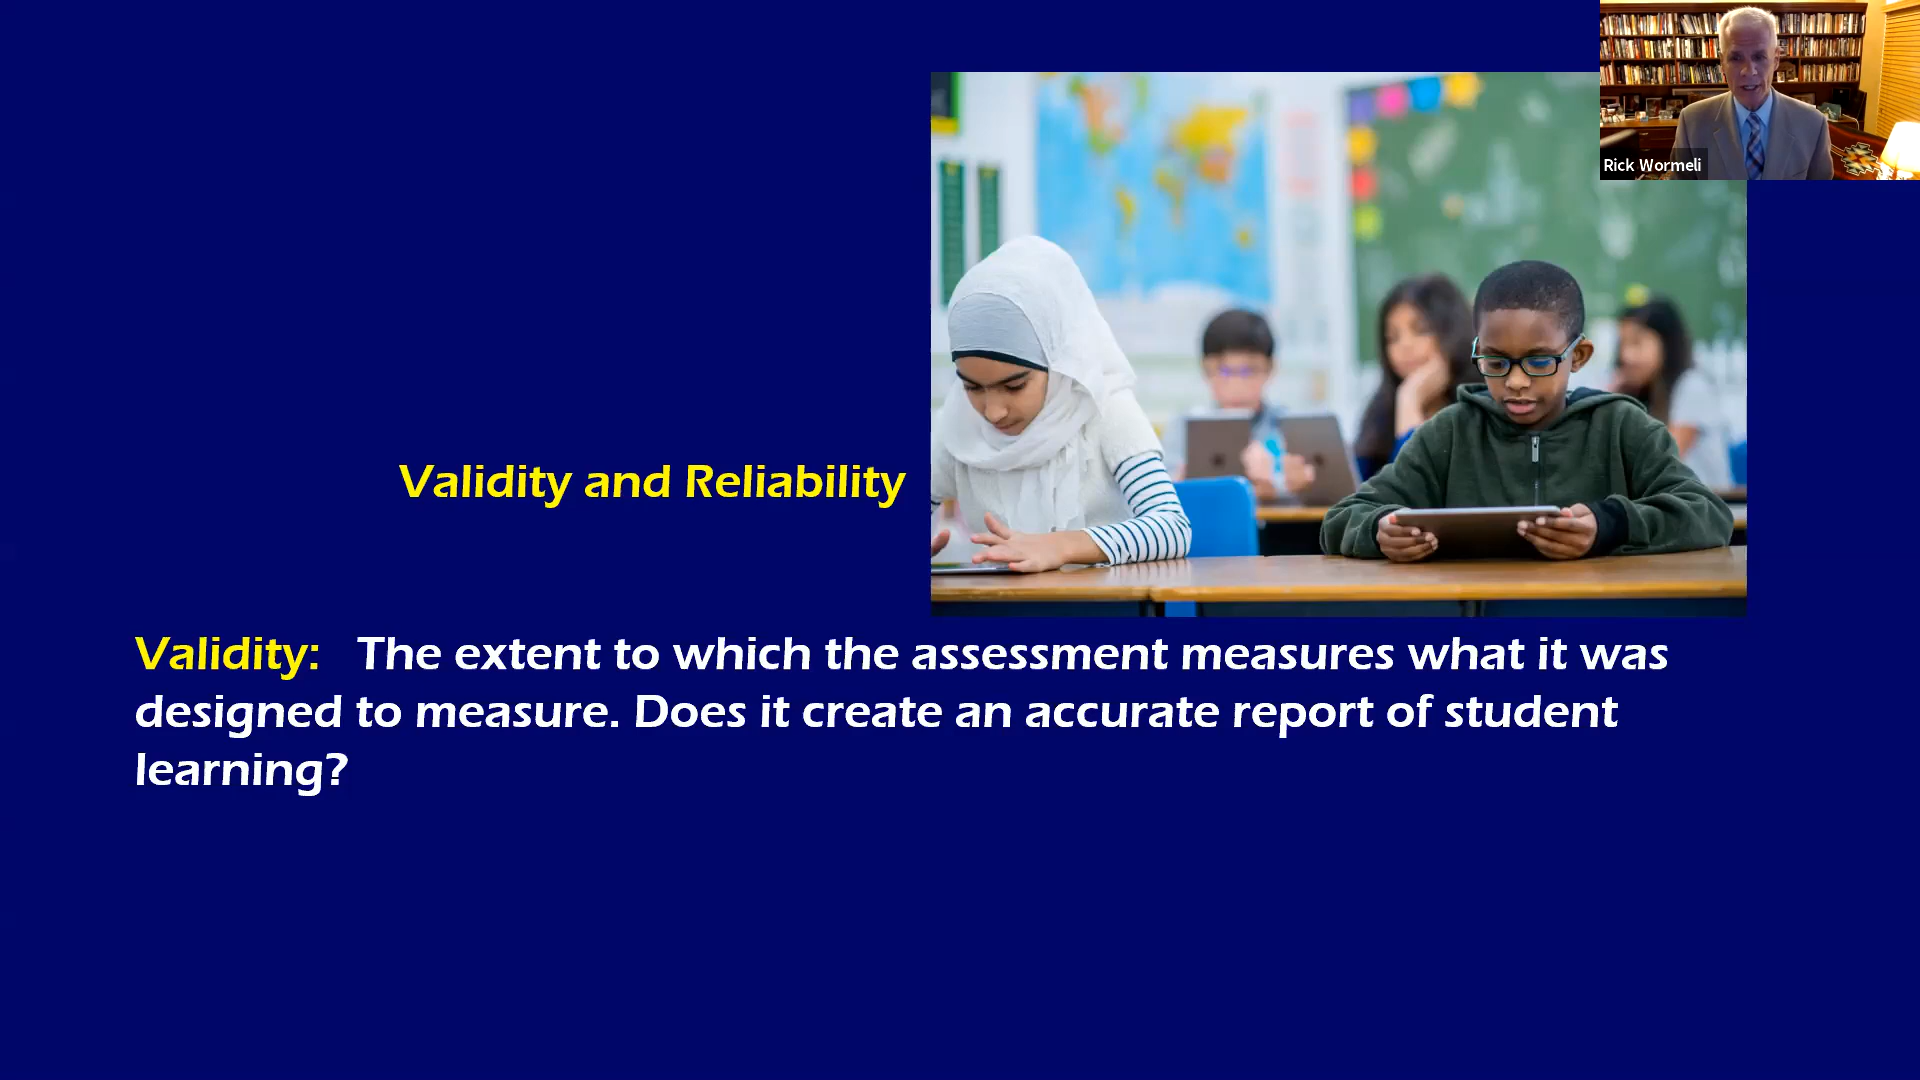 Rick Wormeli
Validity and Reliability
Validity: The extent to which the assessment measures what it was
designed to measure. Does it create an accurate report of student
learning?